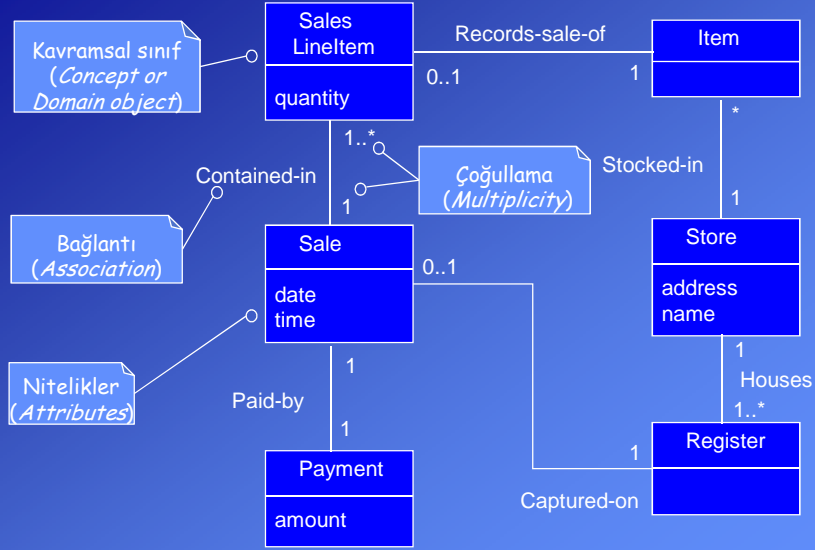 Kavramsal sınıf
(Concept or
Domain object)
Sales
LineItem
quantity
Records-sale-of
0..1
1
Item
*
Stocked-in
1
1..*
Contained-in
1
Çoğullama
(Multiplicity)
Bağlantı
(Association)
Sale
date
time
0..1
Store
address
name
1
Houses
1..*
Nitelikler
(Attributes)
1
Paid-by
1
Payment
amount
1
Captured-on
Register